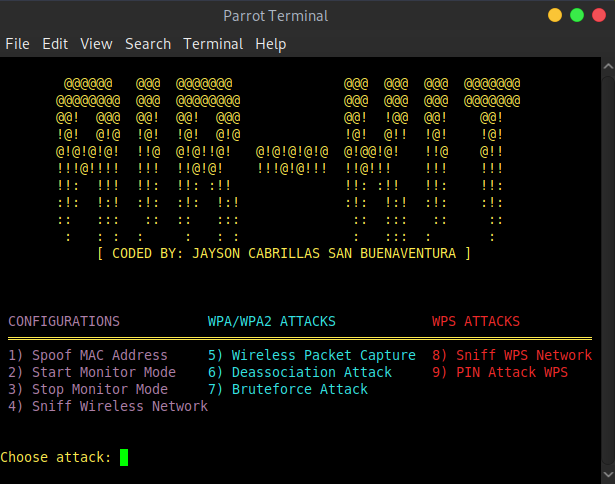 Parrot Terminal
File Edit View Search Terminal Help
AIR-KIT
[ CODED BY: JAYSON CABRILLAS SAN BUENAVENTURA ]
CONFIGURATIONS WPA/WPA2 ATTACKS WPS ATTACKS
1) Spoof MAC Address 5) Wireless Packet Capture 8) Sniff WPS Network
2) Start Monitor Mode 6) Deassociation Attack 9) PIN Attack WPS
3) Stop Monitor Mode 7) Bruteforce Attack
4) Sniff Wireless Network
Choose attack: